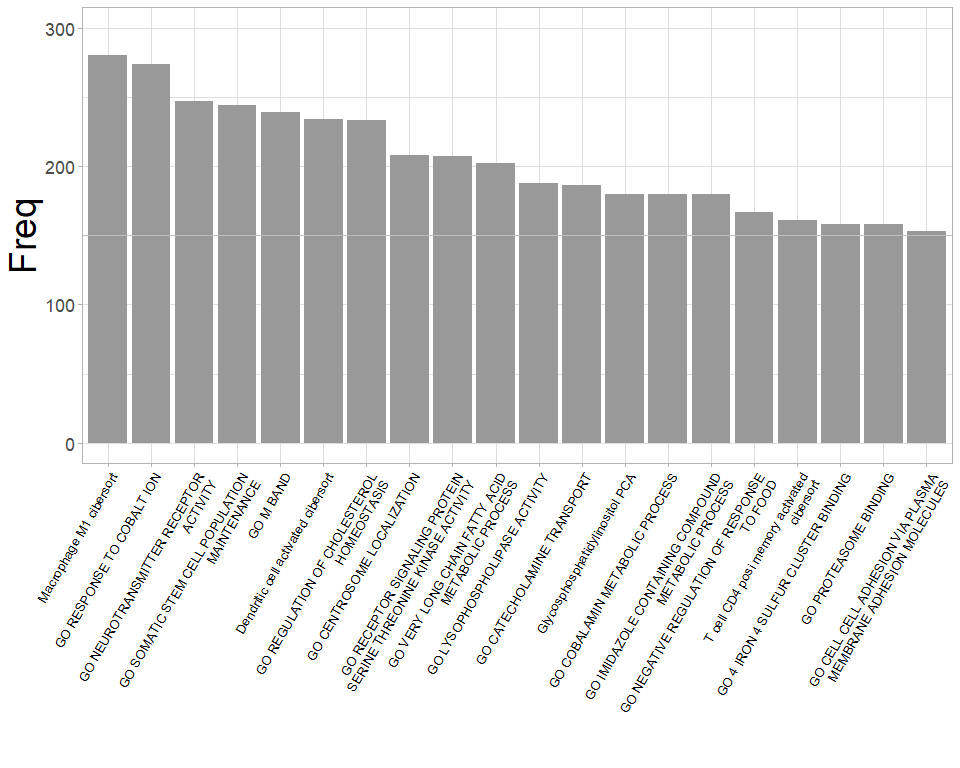 300
200
100
0
Freq
Macrophage M1 cibersort
GO RESPONSE TO COBALT ION
GO NEUROTRANSMITTER RECEPTOR
ACTIVITY
GO SOMATIC STEM CELL POPULATION
MAINTENANCE
GO M BAND
Dendritic cell activated cibersort
GO REGULATION OF CHOLESTEROL
HOMEOSTASIS
GO CENTROSOME LOCALIZATION
GO RECEPTOR SIGNALING PROTEIN
SERINE THREONINE KINASE ACTIVITY
GO VERY LONG CHAIN FATTY ACID
METABOLIC PROCESS
GO LYSOPHOSPHOLIPASE ACTIVITY
GO CATECHOLAMINE TRANSPORT
Glycosphosphatidylinositol PCA
GO COBALAMIN METABOLIC PROCESS
GO IMIDAZOLE CONTAINING COMPOUND
METABOLIC PROCESS
GO NEGATIVE REGULATION OF RESPONSE
TO FOOD
T cell CD4 posi memory activated
cibersort
GO 4 IRON 4 SULFUR CLUSTER BINDING
GO PROTEASOME BINDING
GO CELL CELL ADHESION VIA PLASMA
MEMBRANE ADHESION MOLECULES